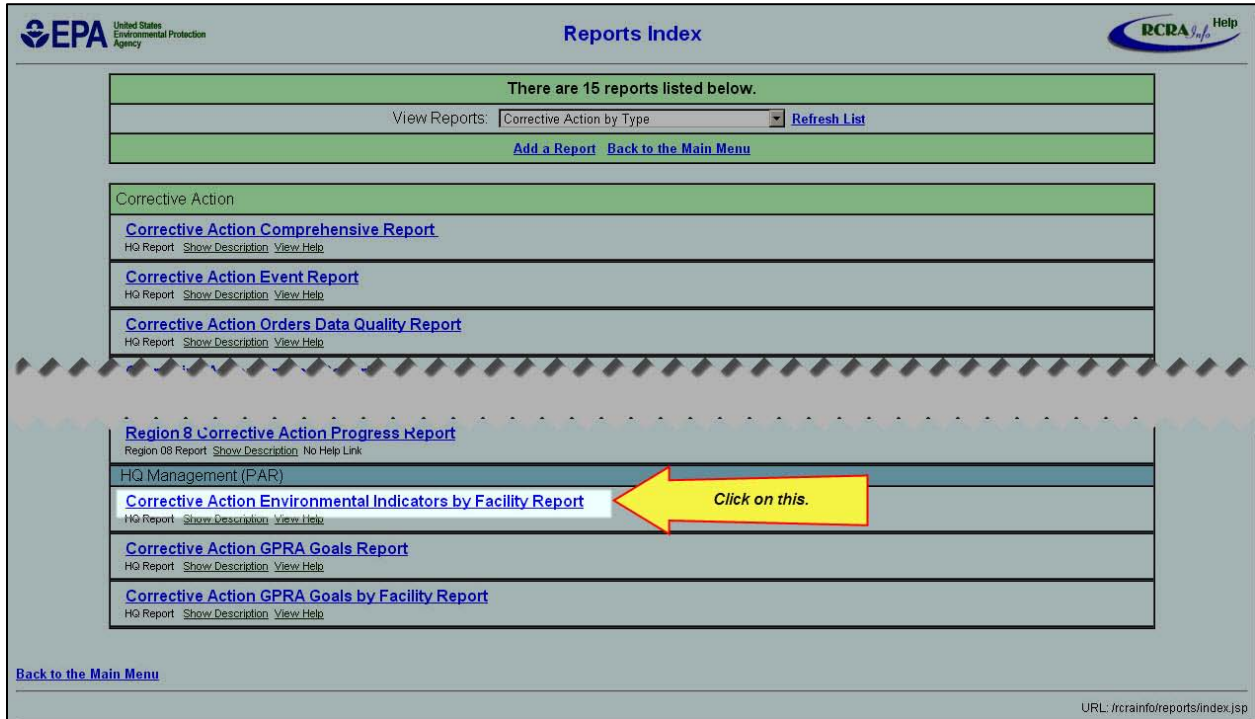 EPA United States
Environmental Protection
Agency
Reports Index
RCRAInfo Help
There are 15 reports listed below.
View Reports: Corrective Action by Type Refresh List
Add a Report Back to the Main Menu
Corrective Action
Corrective Action Comprehensive Report
HQ Report Show Description View Help
Corrective Action Event Report
HQ Report Show Description View Help
Corrective Action Orders Data Quality Report
HQ Report Show Description View Help
Region 8 Corrective Action Progress Report
Region 08 Report Show Description No Help Link
HQ Management (PAR)
Corrective Action Environmental Indicators by Facility Report
Click on this.
HQ Report Show Description View Help
Corrective Action GPRA Goals Report
HQ Report Show Description View Help
Corrective Action GPRA Goals by Facility Report
HQ Report Show Description View Help
Back to the Main Menu
URL: /rcrainfo/reports/index.jsp